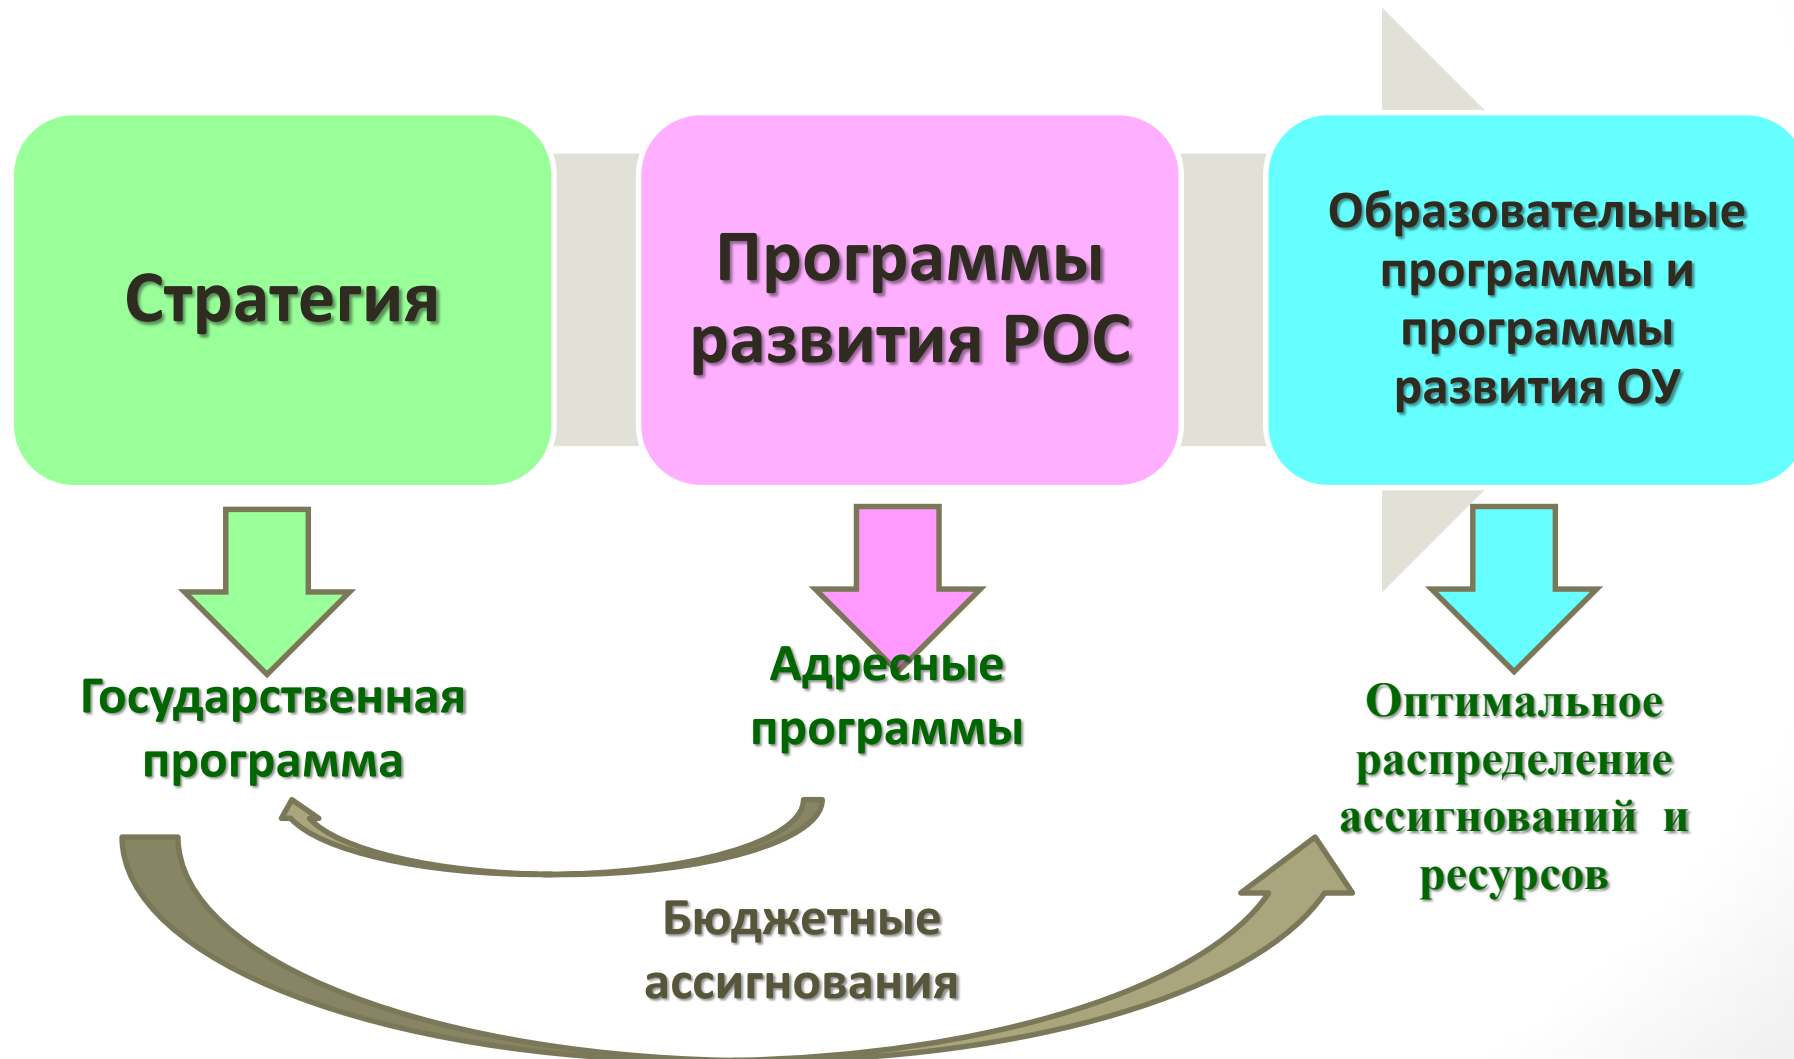 Стратегия
Программы
развития РОС
Образовательные
программы и
программы
развития ОУ
Государственная
программа
Адресные
программы
Оптимальное
распределение
ассигнований и
ресурсов
Бюджетные
ассигнования